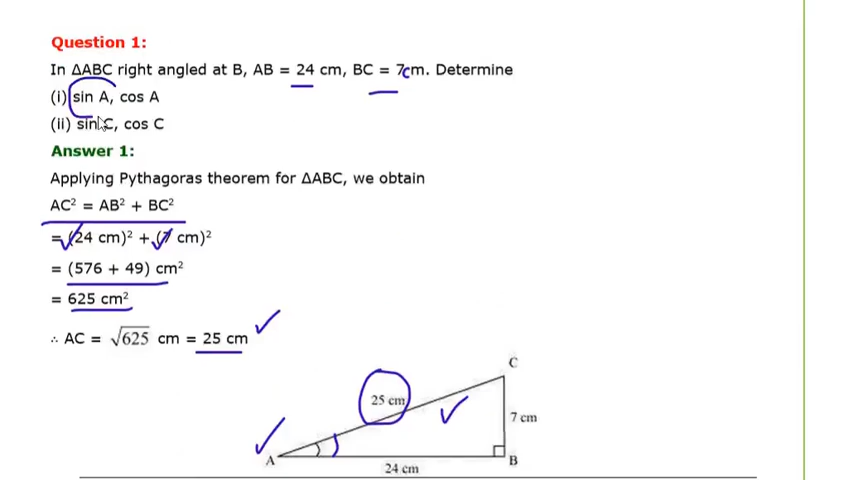 Question 1:
In ΔABC right angled at B, AB = 24 cm, BC = 7cm. Determine
(i) sin A, cos A
(ii) sin C, cos C
Answer 1:
Applying Pythagoras theorem for ΔABC, we obtain
AC² = AB² + BC²
= (24 cm)² + (7 cm)²
= (576 + 49) cm²
= 625 cm²
∴ AC = √625 cm = 25 cm
C
25 cm
7 cm
A
B
24 cm